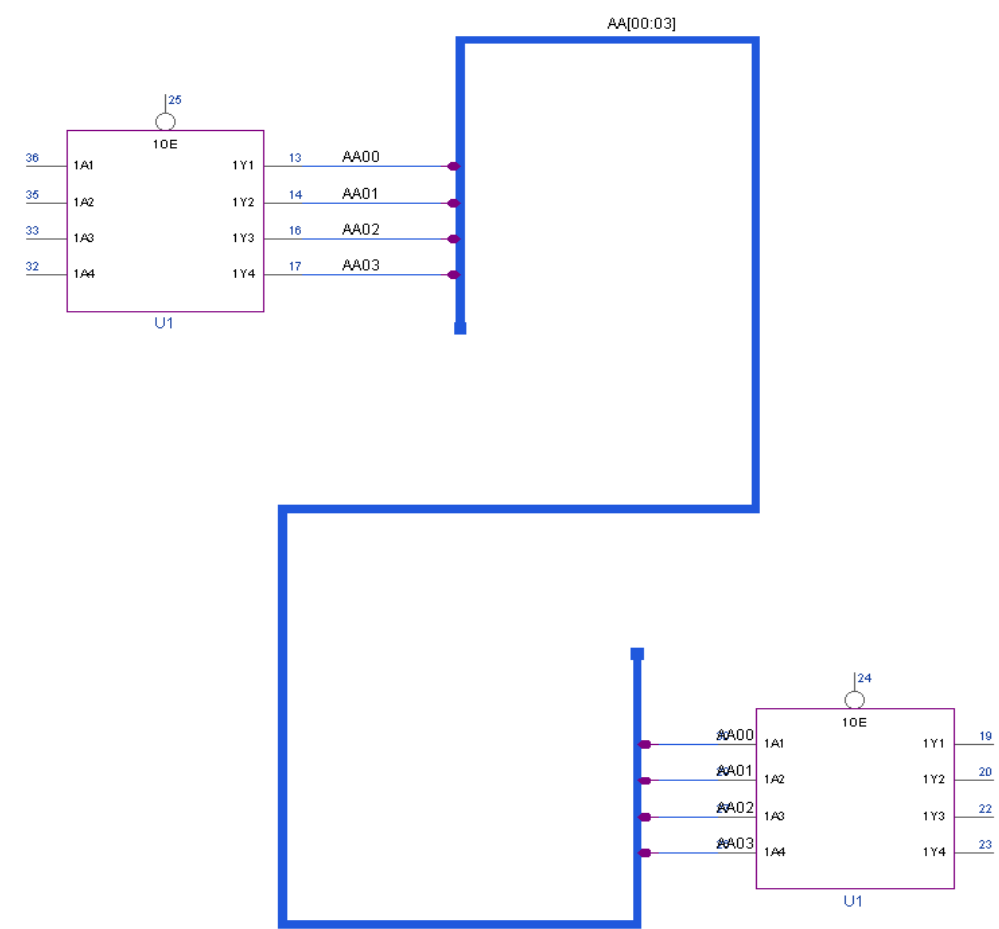 AA[00:03]
25
1OE
36 1A1 1Y1 13 AA00
35 1A2 1Y2 14 AA01
33 1A3 1Y3 16 AA02
32 1A4 1Y4 17 AA03
U1
24
1OE
AA00 1A1 1Y1 19
AA01 1A2 1Y2 20
AA02 1A3 1Y3 22
AA03 1A4 1Y4 23
U1